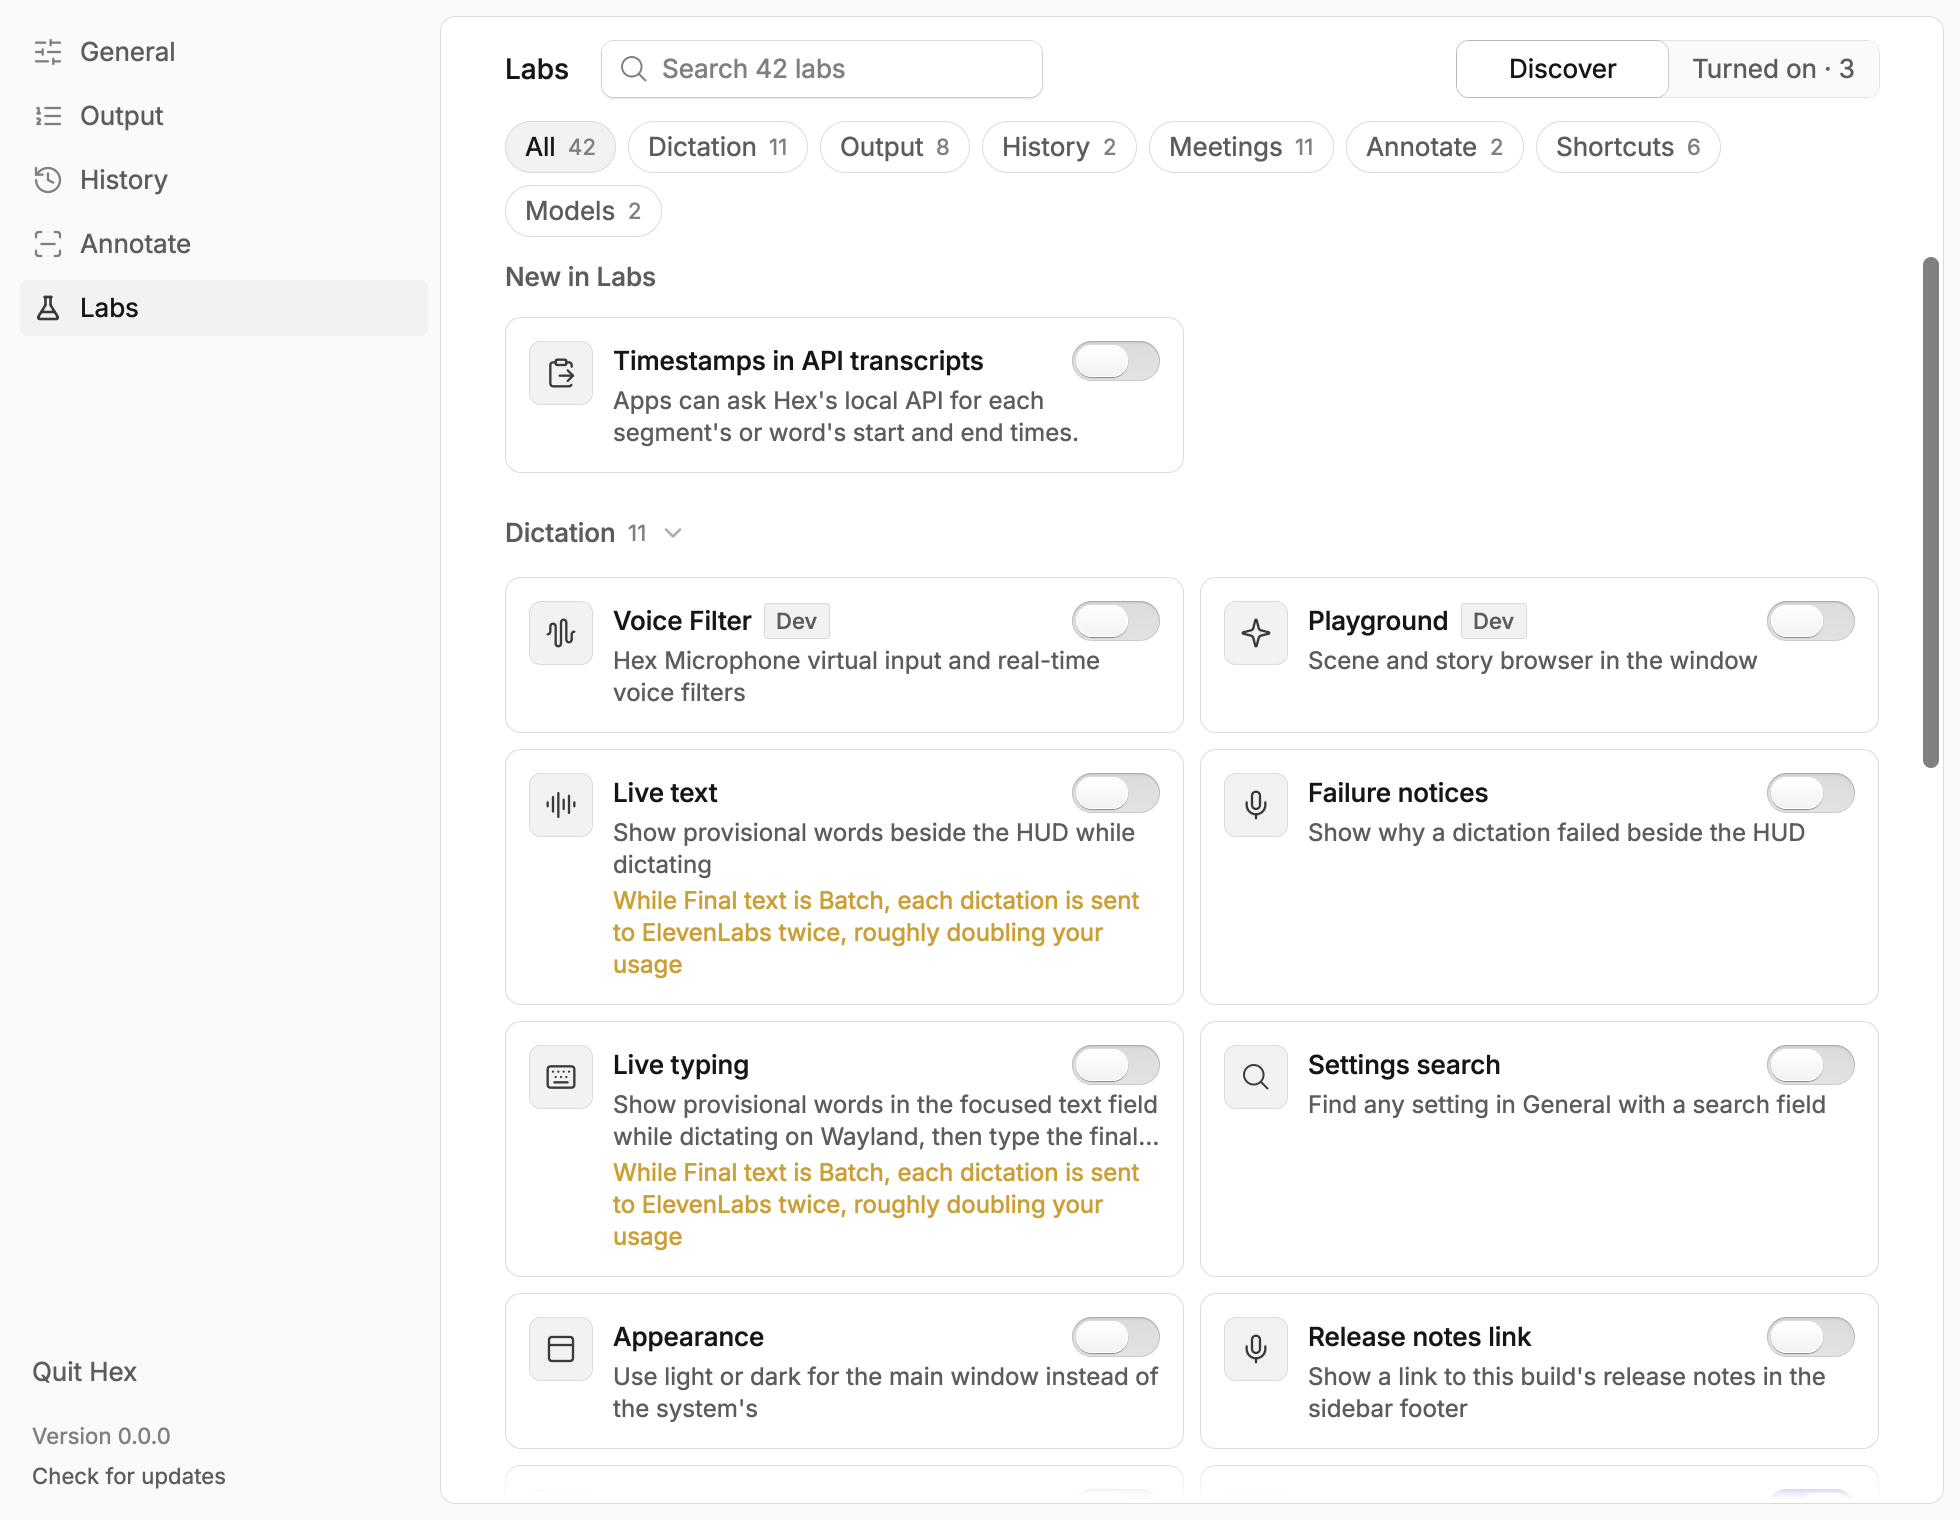 General
Output
History
Annotate
Labs
Quit Hex
Version 0.0.0
Check for updates
Labs
Search 42 labs
Discover
Turned on · 3
All 42
Dictation 11
Output 8
History 2
Meetings 11
Annotate 2
Shortcuts 6
Models 2
New in Labs
Timestamps in API transcripts
Apps can ask Hex's local API for each
segment's or word's start and end times.
Dictation 11
Voice Filter Dev
Hex Microphone virtual input and real-time
voice filters
Playground Dev
Scene and story browser in the window
Live text
Show provisional words beside the HUD while
dictating
While Final text is Batch, each dictation is sent
to ElevenLabs twice, roughly doubling your
usage
Failure notices
Show why a dictation failed beside the HUD
Live typing
Show provisional words in the focused text field
while dictating on Wayland, then type the final...
While Final text is Batch, each dictation is sent
to ElevenLabs twice, roughly doubling your
usage
Settings search
Find any setting in General with a search field
Appearance
Use light or dark for the main window instead of
the system's
Release notes link
Show a link to this build's release notes in the
sidebar footer